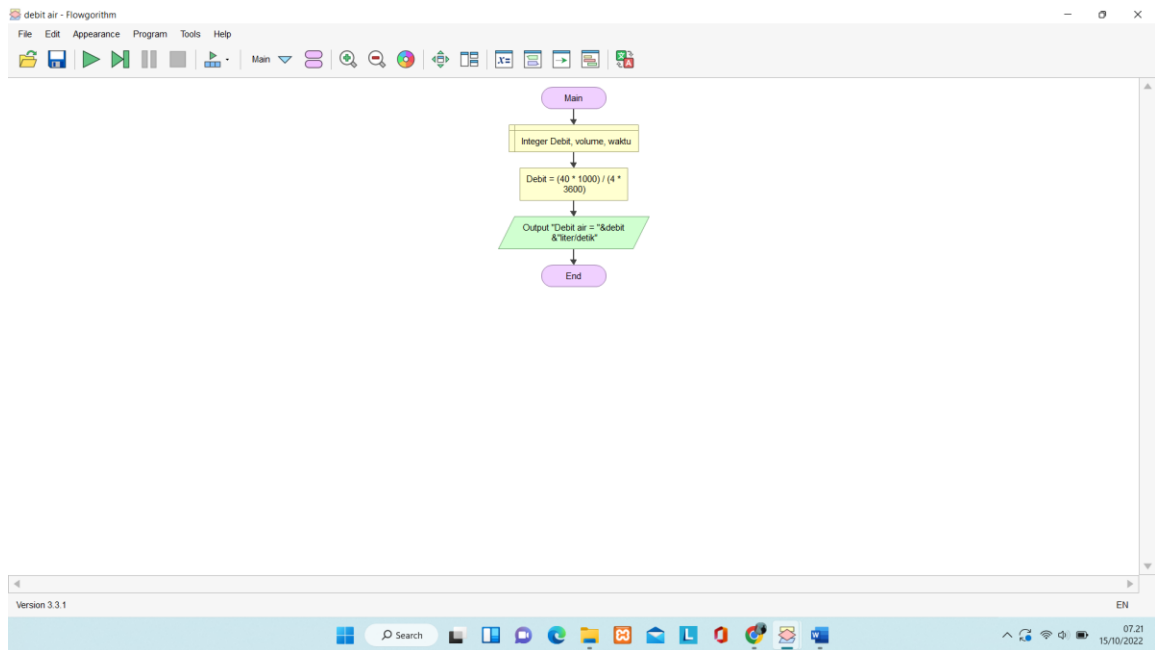 debit air - Flowgorithm
File Edit Appearance Program Tools Help
Main
Main
Integer Debit, volume, waktu
Debit = (40 * 1000) / (4 *
3600)
Output "Debit air = "&debit
&"liter/detik"
End
Version 3.3.1
EN
Search
07.21
15/10/2022